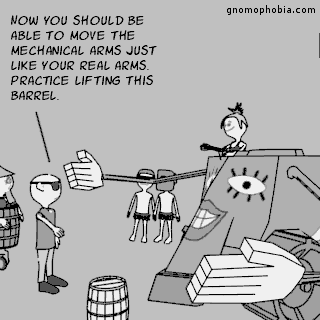 gnomophobia.com
NOW YOU SHOULD BE
ABLE TO MOVE THE
MECHANICAL ARMS JUST
LIKE YOUR REAL ARMS.
PRACTICE LIFTING THIS
BARREL.